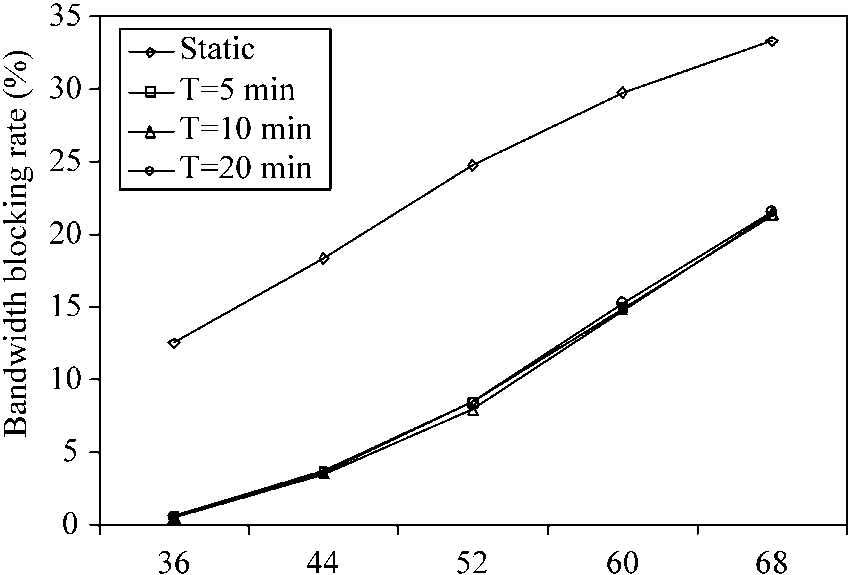 Bandwidth blocking rate (%)
35
30
25
20
15
10
5
0
Static
T=5 min
T=10 min
T=20 min
36 44 52 60 68